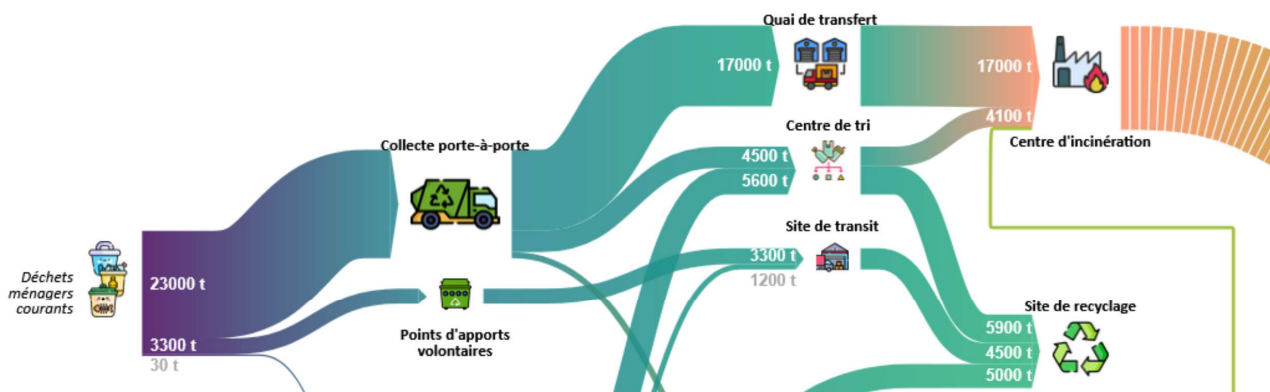 Quai de transfert
17000 t
17000 t
4100 t
Centre d'incinération
Collecte porte-à-porte
Centre de tri
4500 t
5600 t
Site de transit
3300 t
1200 t
Déchets
ménagers
courants
23000 t
3300 t
30 t
Points d'apports
volontaires
Site de recyclage
5900 t
4500 t
5000 t